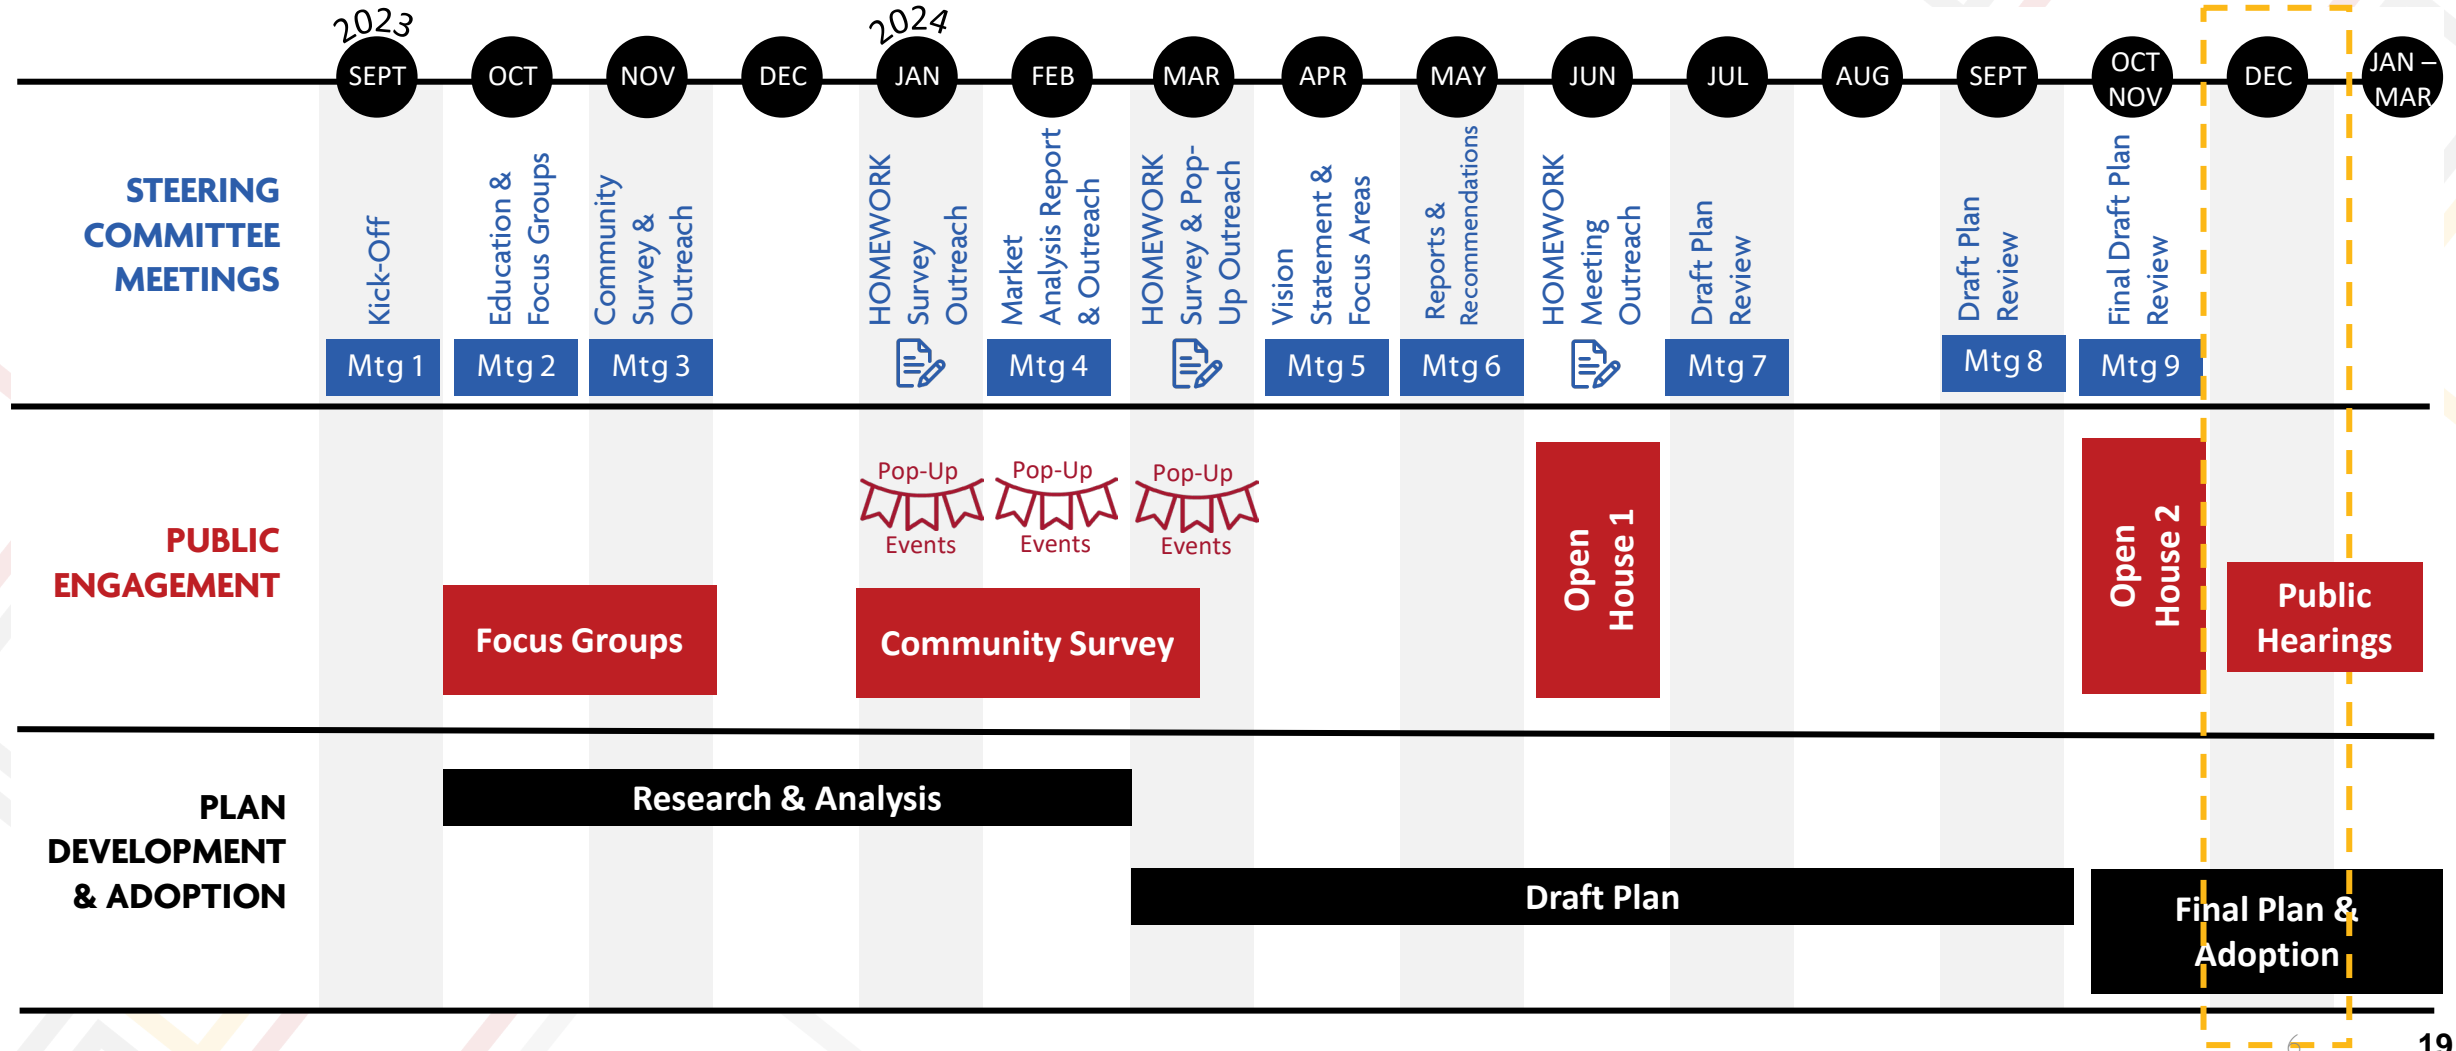 2023
2024
SEPT
OCT
NOV
DEC
JAN
FEB
MAR
APR
MAY
JUN
JUL
AUG
SEPT
OCT
NOV
DEC
JAN –
MAR
STEERING
COMMITTEE
MEETINGS
Kick-Off
Education &
Focus Groups
Community
Survey &
Outreach
HOMEWORK
Survey
Outreach
Market
Analysis Report
& Outreach
HOMEWORK
Survey & Pop-
Up Outreach
Vision
Statement &
Focus Areas
Reports &
Recommendations
HOMEWORK
Meeting
Outreach
Draft Plan
Review
Draft Plan
Review
Final Draft Plan
Review
Mtg 1
Mtg 2
Mtg 3
Mtg 4
Mtg 5
Mtg 6
Mtg 7
Mtg 8
Mtg 9
PUBLIC
ENGAGEMENT
Pop-Up
Events
Pop-Up
Events
Pop-Up
Events
Focus Groups
Community Survey
Open
House 1
Open
House 2
Public
Hearings
PLAN
DEVELOPMENT
& ADOPTION
Research & Analysis
Draft Plan
Final Plan &
Adoption
6
19